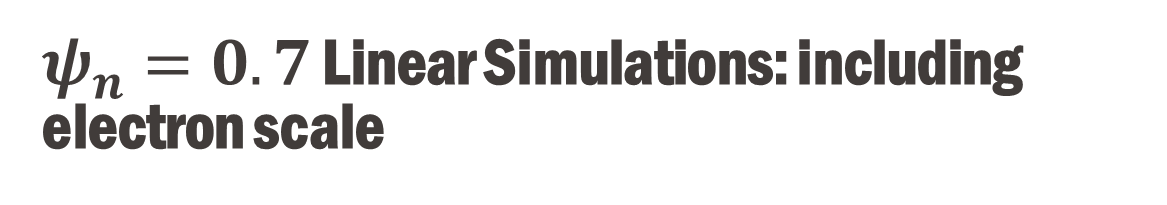 𝜓ₙ = 0.7 Linear Simulations: including
electron scale